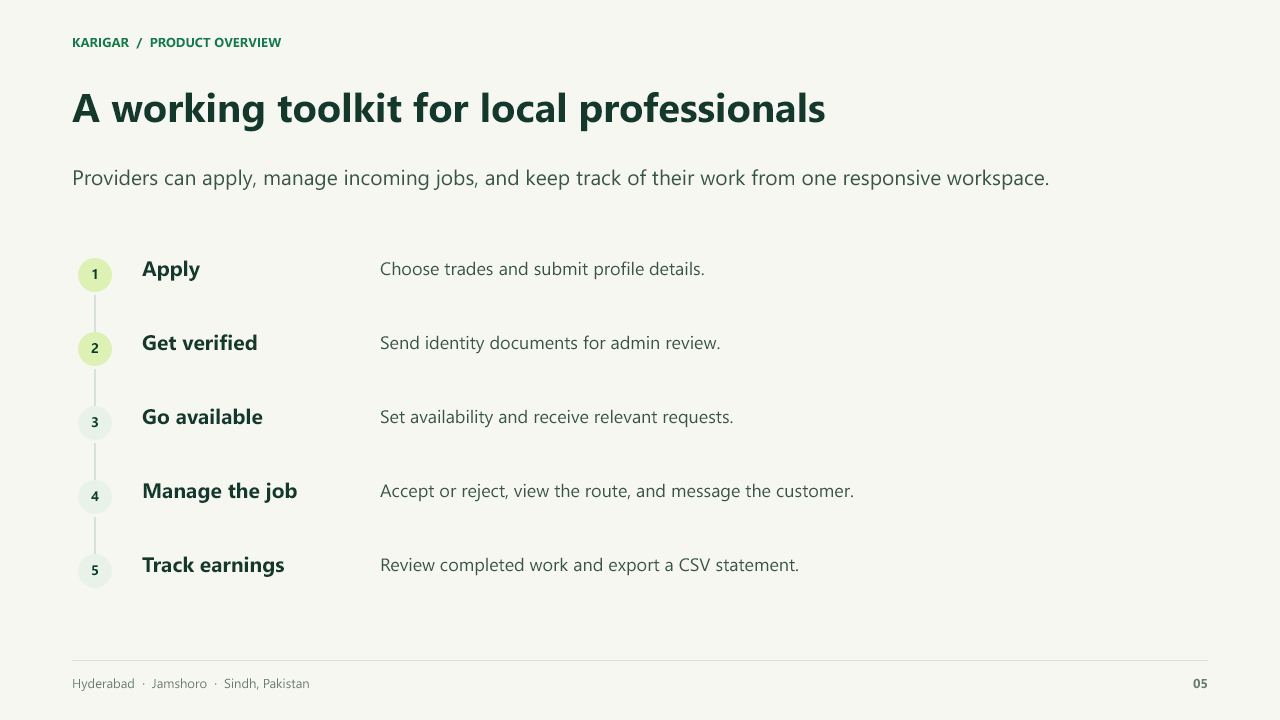 KARIGAR / PRODUCT OVERVIEW
A working toolkit for local professionals
Providers can apply, manage incoming jobs, and keep track of their work from one responsive workspace.
1 Apply Choose trades and submit profile details.
2 Get verified Send identity documents for admin review.
3 Go available Set availability and receive relevant requests.
4 Manage the job Accept or reject, view the route, and message the customer.
5 Track earnings Review completed work and export a CSV statement.
Hyderabad · Jamshoro · Sindh, Pakistan 05